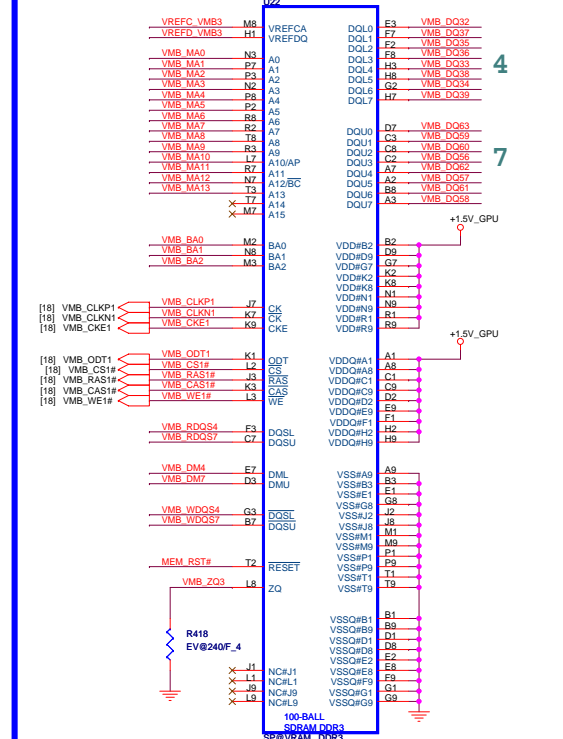 U22
VREFC_VMB3 M8 VREFCA DQL0 E3 VMB_DQ32
VREFD_VMB3 H1 VREFDQ DQL1 F7 VMB_DQ37
DQL2 F2 VMB_DQ35
VMB_MA0 N3 A0 DQL3 F8 VMB_DQ36
VMB_MA1 P7 A1 DQL4 H3 VMB_DQ33
VMB_MA2 P3 A2 DQL5 H8 VMB_DQ38
VMB_MA3 N2 A3 DQL6 G2 VMB_DQ34
VMB_MA4 P8 A4 DQL7 H7 VMB_DQ39
4
VMB_MA5 P2 A5
VMB_MA6 R8 A6
VMB_MA7 R2 A7 DQU0 D7 VMB_DQ63
VMB_MA8 T8 A8 DQU1 C3 VMB_DQ59
VMB_MA9 R3 A9 DQU2 C8 VMB_DQ60
VMB_MA10 L7 A10/AP DQU3 C2 VMB_DQ56
VMB_MA11 R7 A11 DQU4 A7 VMB_DQ62
VMB_MA12 N7 A12/BC DQU5 A2 VMB_DQ57
VMB_MA13 T3 A13 DQU6 B8 VMB_DQ61
T7 A14 DQU7 A3 VMB_DQ58
7
M7 A15
+1.5V_GPU
VMB_BA0 M2 BA0 VDD#B2 B2
VMB_BA1 N8 BA1 VDD#D9 D9
VMB_BA2 M3 BA2 VDD#G7 G7
VDD#K2 K2
VDD#K8 K8
VDD#N1 N1
[18] VMB_CLKP1 VMB_CLKP1 J7 CK VDD#N9 N9
[18] VMB_CLKN1 VMB_CLKN1 K7 CK VDD#R1 R1
[18] VMB_CKE1 VMB_CKE1 K9 CKE VDD#R9 R9
+1.5V_GPU
[18] VMB_ODT1 VMB_ODT1 K1 ODT VDDQ#A1 A1
[18] VMB_CS1# VMB_CS1# L2 CS VDDQ#A8 A8
[18] VMB_RAS1# VMB_RAS1# J3 RAS VDDQ#C1 C1
[18] VMB_CAS1# VMB_CAS1# K3 CAS VDDQ#C9 C9
[18] VMB_WE1# VMB_WE1# L3 WE VDDQ#D2 D2
VDDQ#E9 E9
VDDQ#F1 F1
VMB_RDQS4 F3 DQSL VDDQ#H2 H2
VMB_RDQS7 C7 DQSU VDDQ#H9 H9
VMB_DM4 E7 DML VSS#A9 A9
VMB_DM7 D3 DMU VSS#B3 B3
VSS#E1 E1
VSS#G8 G8
VMB_WDQS4 G3 DQSL VSS#J2 J2
VMB_WDQS7 B7 DQSU VSS#J8 J8
VSS#M1 M1
VSS#M9 M9
VSS#P1 P1
MEM_RST# T2 RESET VSS#P9 P9
VSS#T1 T1
VMB_ZQ3 L8 ZQ VSS#T9 T9
VSSQ#B1 B1
VSSQ#B9 B9
R418 VSSQ#D1 D1
EV@240/F_4 VSSQ#D8 D8
VSSQ#E2 E2
J1 NC#J1 VSSQ#E8 E8
L1 NC#L1 VSSQ#F9 F9
J9 NC#J9 VSSQ#G1 G1
L9 NC#L9 VSSQ#G9 G9
100-BALL
SDRAM DDR3
SP@VRAM_DDR3